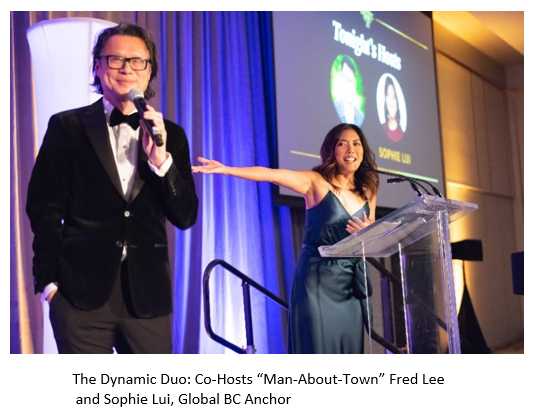 Tonight's Hosts
SOPHIE LUI
The Dynamic Duo: Co-Hosts “Man-About-Town” Fred Lee
and Sophie Lui, Global BC Anchor